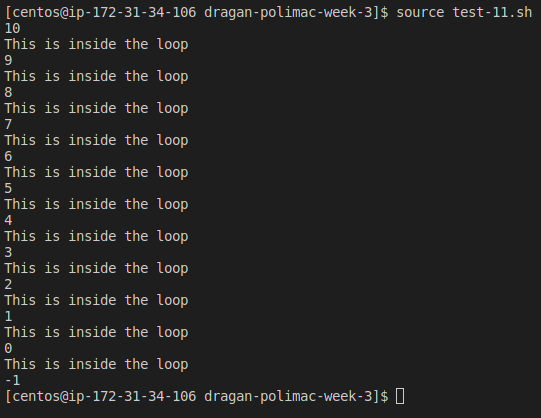 [centos@ip-172-31-34-106 dragan-polimac-week-3]$ source test-11.sh
10
This is inside the loop
9
This is inside the loop
8
This is inside the loop
7
This is inside the loop
6
This is inside the loop
5
This is inside the loop
4
This is inside the loop
3
This is inside the loop
2
This is inside the loop
1
This is inside the loop
0
This is inside the loop
-1
[centos@ip-172-31-34-106 dragan-polimac-week-3]$